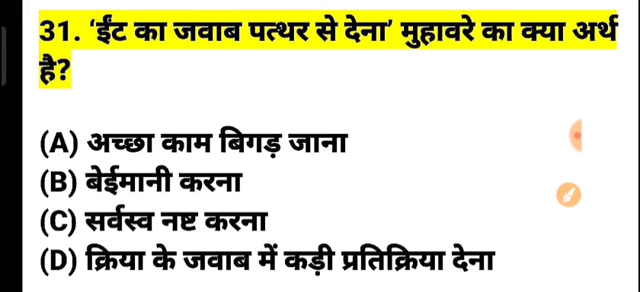 31. ‘ईंट का जवाब पत्थर से देना’ मुहावरे का क्या अर्थ
है?
(A) अच्छा काम बिगड़ जाना
(B) बेईमानी करना
(C) सर्वस्व नष्ट करना
(D) क्रिया के जवाब में कड़ी प्रतिक्रिया देना